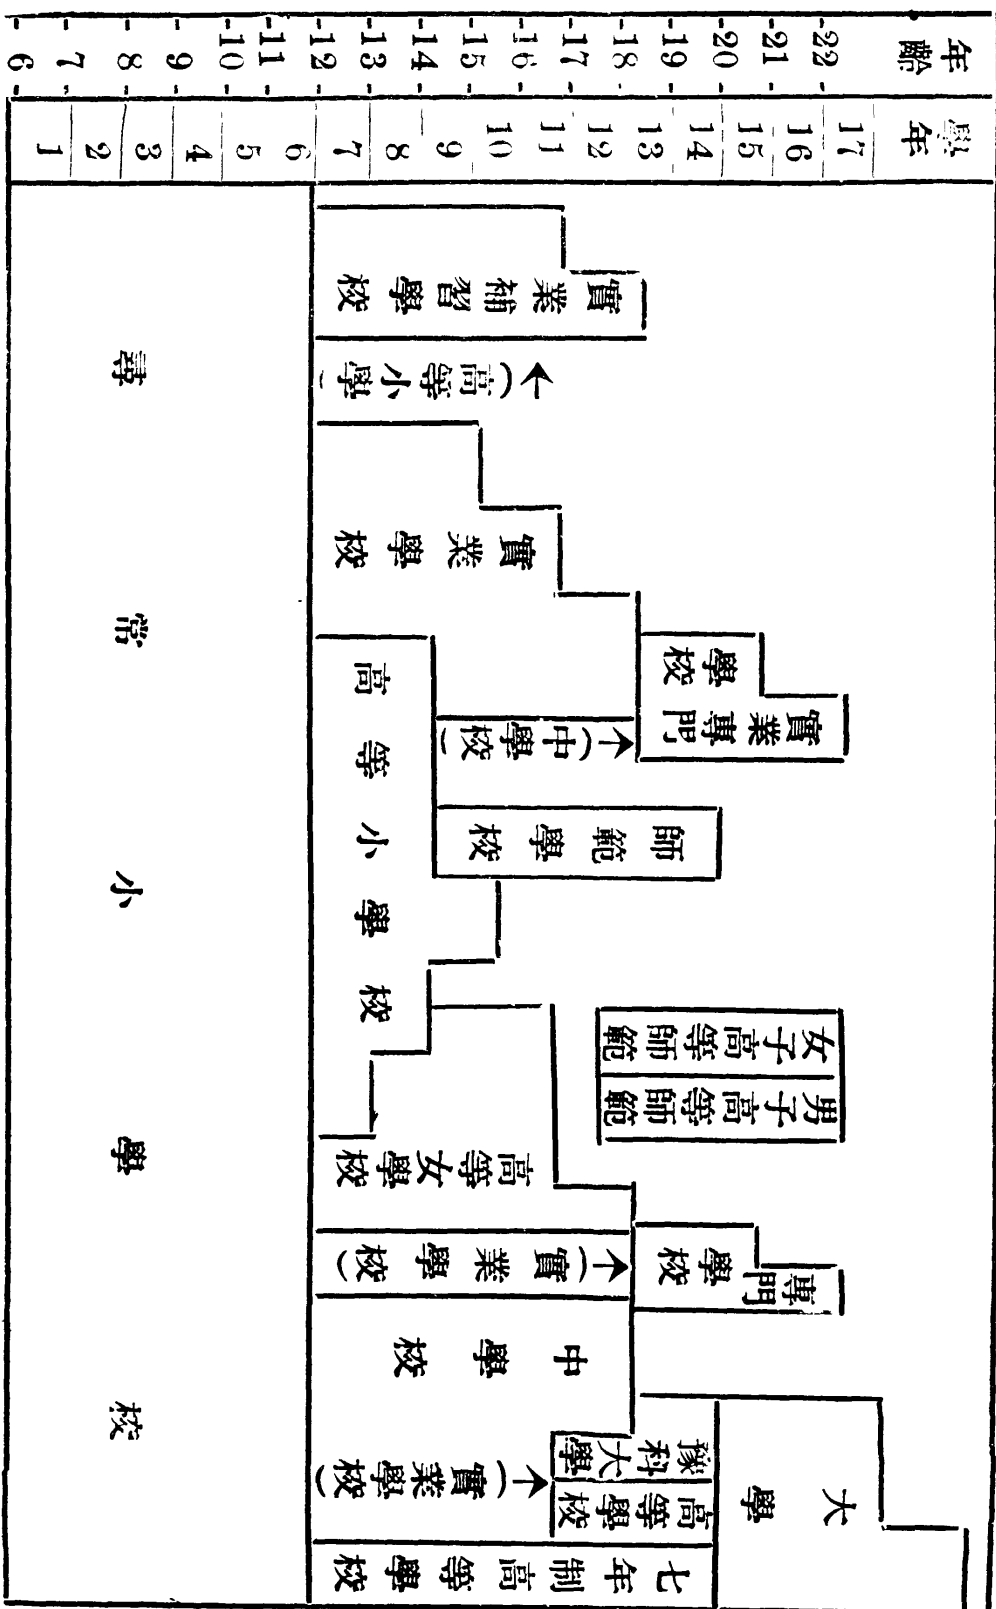 年齡
-22-
-21-
-20-
-19-
-18-
-17-
-16-
-15-
-14-
-13-
-12-
-11-
-10-
-9-
-8-
-7-
-6-
學年
17
16
15
14
13
12
11
10
9
8
7
6
5
4
3
2
1
實業補習學校
(高等小學)
實業學校
實業專門
學校
(中學校)
師範學校
高等小學校
女子高等師範
男子高等師範
高等女學校
(實業學校)
專門
學校
中學校
(實業學校)
豫科大學
高等學校
大學
七年制高等學校
尋常小學校